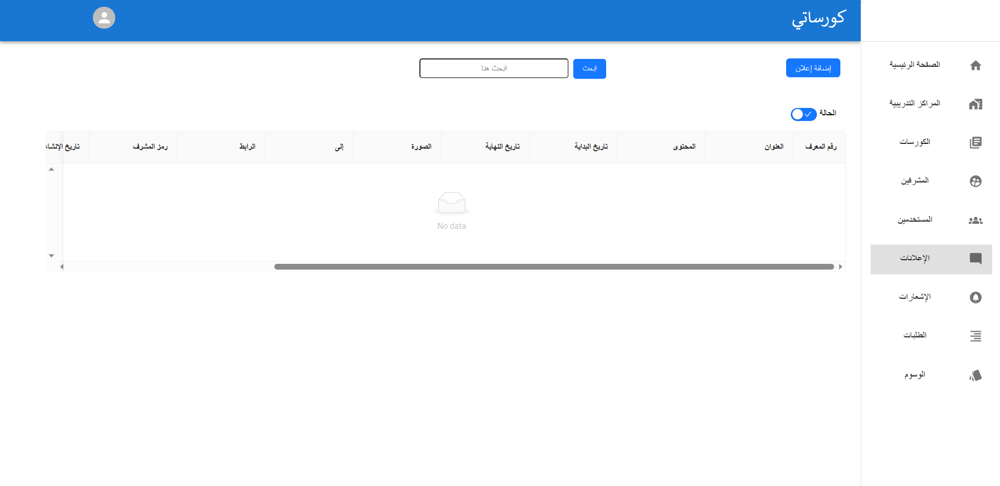 كورساتي
الصفحة الرئيسية
المراكز التدريبية
الكورسات
المشرفين
المستخدمين
الإعلانات
الإشعارات
الطلبات
الوسوم
إضافة إعلان
ابحث
ابحث هنا
الحالة
رقم المعرف
العنوان
المحتوى
تاريخ البداية
تاريخ النهاية
الصورة
إلى
الرابط
رمز المشرف
تاريخ الإنشاء
No data